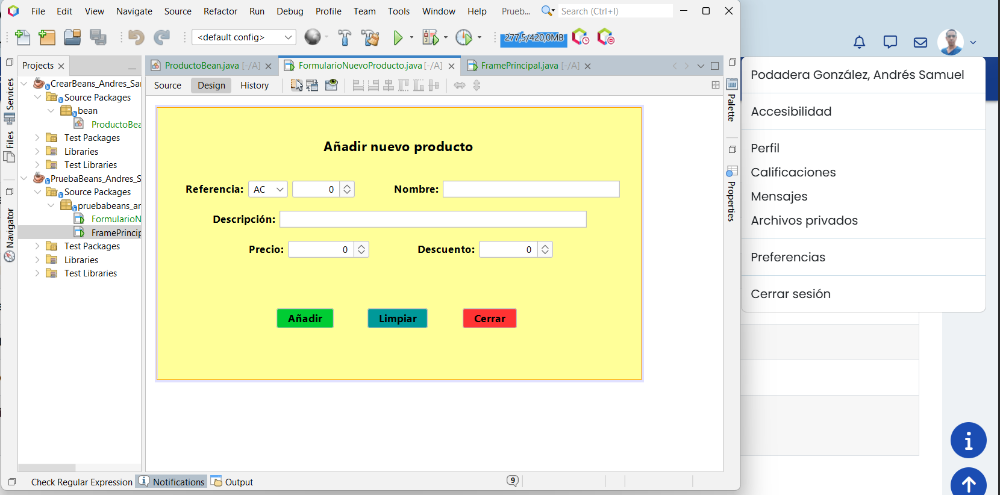 File Edit View Navigate Source Refactor Run Debug Profile Team Tools Window Help Prueb... Search (Ctrl+I)
<default config> 277,5/420,0MB
Projects
ProductoBean.java [-/A] FormularioNuevoProducto.java [-/A] FramePrincipal.java [-/A]
Source Design History
CrearBeans_Andres_Sar
Source Packages
bean
ProductoBea
Test Packages
Libraries
Test Libraries
PruebaBeans_Andres_S
Source Packages
pruebabeans_ar
FormularioN
FramePrincip
Test Packages
Libraries
Test Libraries
Services
Files
Navigator
Añadir nuevo producto
Referencia: AC 0 Nombre:
Descripción:
Precio: 0 Descuento: 0
Añadir Limpiar Cerrar
Palette
Properties
Check Regular Expression Notifications Output 9
Podadera González, Andrés Samuel
Accesibilidad
Perfil
Calificaciones
Mensajes
Archivos privados
Preferencias
Cerrar sesión